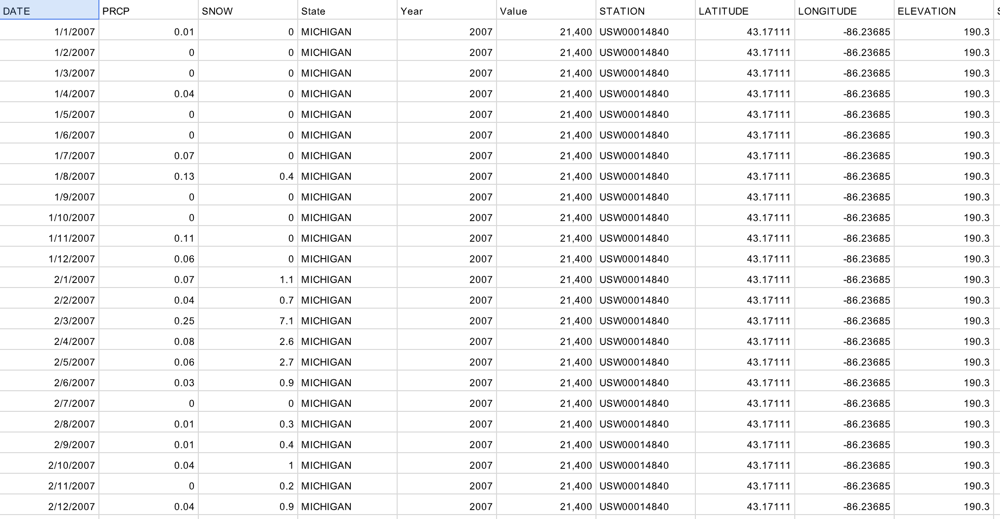 DATE PRCP SNOW State Year Value STATION LATITUDE LONGITUDE ELEVATION
1/1/2007 0.01 0 MICHIGAN 2007 21,400 USW00014840 43.17111 -86.23685 190.3
1/2/2007 0 0 MICHIGAN 2007 21,400 USW00014840 43.17111 -86.23685 190.3
1/3/2007 0 0 MICHIGAN 2007 21,400 USW00014840 43.17111 -86.23685 190.3
1/4/2007 0.04 0 MICHIGAN 2007 21,400 USW00014840 43.17111 -86.23685 190.3
1/5/2007 0 0 MICHIGAN 2007 21,400 USW00014840 43.17111 -86.23685 190.3
1/6/2007 0 0 MICHIGAN 2007 21,400 USW00014840 43.17111 -86.23685 190.3
1/7/2007 0.07 0 MICHIGAN 2007 21,400 USW00014840 43.17111 -86.23685 190.3
1/8/2007 0.13 0.4 MICHIGAN 2007 21,400 USW00014840 43.17111 -86.23685 190.3
1/9/2007 0 0 MICHIGAN 2007 21,400 USW00014840 43.17111 -86.23685 190.3
1/10/2007 0 0 MICHIGAN 2007 21,400 USW00014840 43.17111 -86.23685 190.3
1/11/2007 0.11 0 MICHIGAN 2007 21,400 USW00014840 43.17111 -86.23685 190.3
1/12/2007 0.06 0 MICHIGAN 2007 21,400 USW00014840 43.17111 -86.23685 190.3
2/1/2007 0.07 1.1 MICHIGAN 2007 21,400 USW00014840 43.17111 -86.23685 190.3
2/2/2007 0.04 0.7 MICHIGAN 2007 21,400 USW00014840 43.17111 -86.23685 190.3
2/3/2007 0.25 7.1 MICHIGAN 2007 21,400 USW00014840 43.17111 -86.23685 190.3
2/4/2007 0.08 2.6 MICHIGAN 2007 21,400 USW00014840 43.17111 -86.23685 190.3
2/5/2007 0.06 2.7 MICHIGAN 2007 21,400 USW00014840 43.17111 -86.23685 190.3
2/6/2007 0.03 0.9 MICHIGAN 2007 21,400 USW00014840 43.17111 -86.23685 190.3
2/7/2007 0 0 MICHIGAN 2007 21,400 USW00014840 43.17111 -86.23685 190.3
2/8/2007 0.01 0.3 MICHIGAN 2007 21,400 USW00014840 43.17111 -86.23685 190.3
2/9/2007 0.01 0.4 MICHIGAN 2007 21,400 USW00014840 43.17111 -86.23685 190.3
2/10/2007 0.04 1 MICHIGAN 2007 21,400 USW00014840 43.17111 -86.23685 190.3
2/11/2007 0 0.2 MICHIGAN 2007 21,400 USW00014840 43.17111 -86.23685 190.3
2/12/2007 0.04 0.9 MICHIGAN 2007 21,400 USW00014840 43.17111 -86.23685 190.3